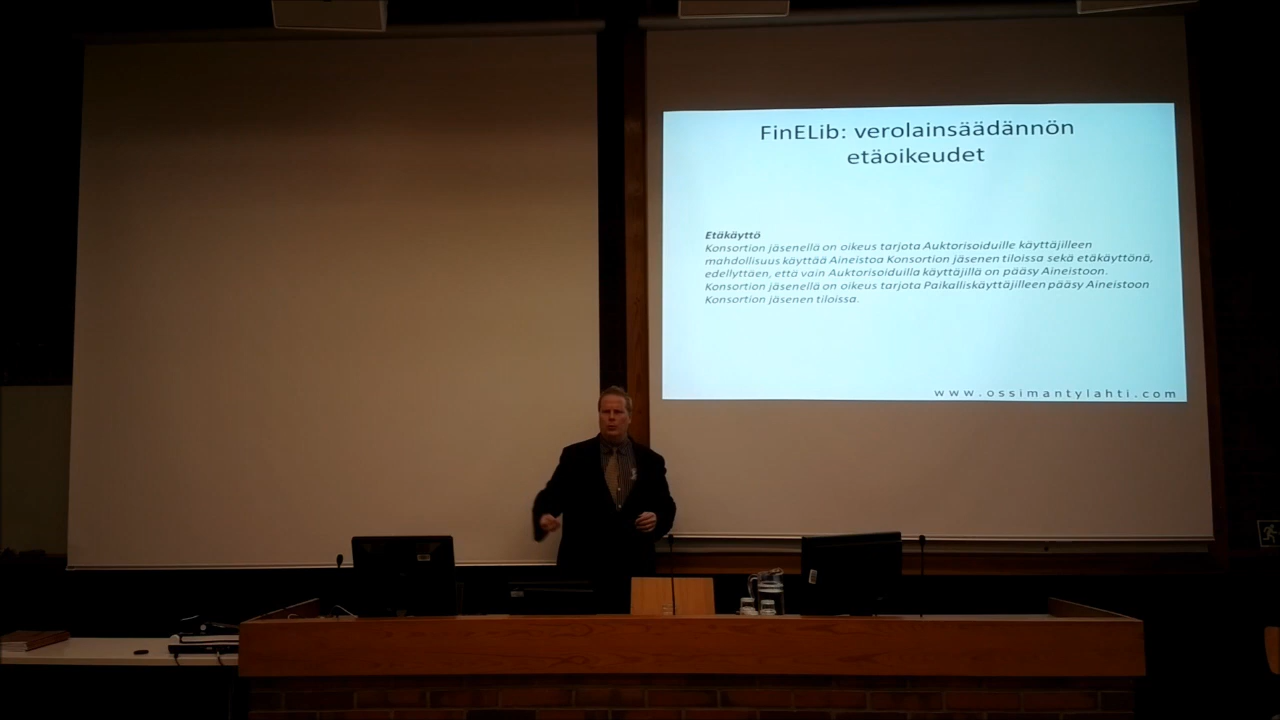 FinELib: verolainsäädännön
etäoikeudet
Etäkäyttö
Konsortion jäsenellä on oikeus tarjota Auktorisoiduille käyttäjilleen
mahdollisuus käyttää Aineistoa Konsortion jäsenen tiloissa sekä etäkäyttönä,
edellyttäen, että vain Auktorisoiduilla käyttäjillä on pääsy Aineistoon.
Konsortion jäsenellä on oikeus tarjota Paikalliskäyttäjilleen pääsy Aineistoon
Konsortion jäsenen tiloissa.
www.ossimantylahti.com